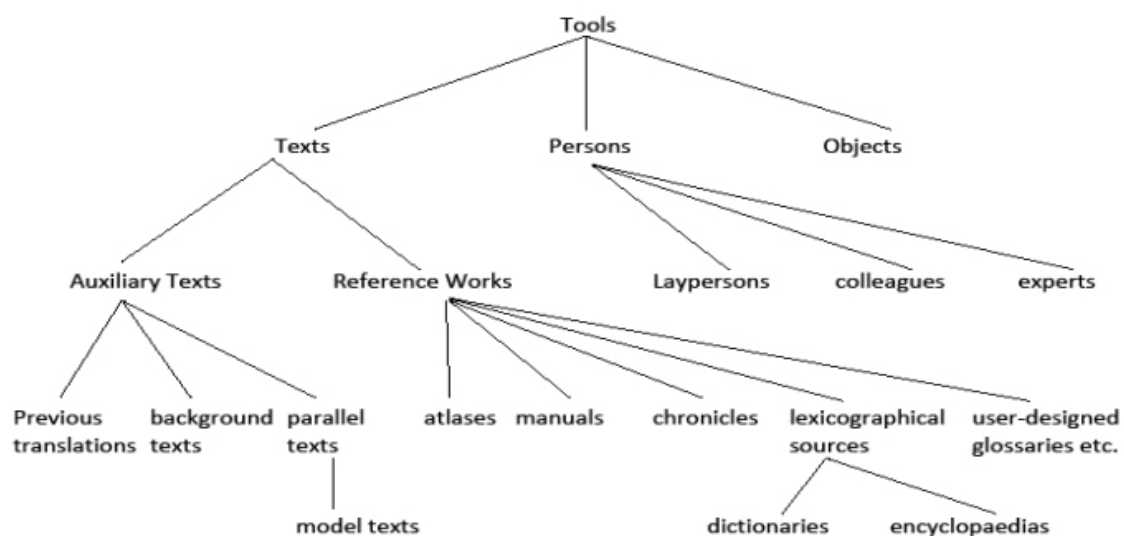 Tools
Texts Persons Objects
Auxiliary Texts Reference Works Laypersons colleagues experts
Previous background parallel atlases manuals chronicles lexicographical user-designed
translations texts texts sources glossaries etc.
model texts dictionaries encyclopaedias